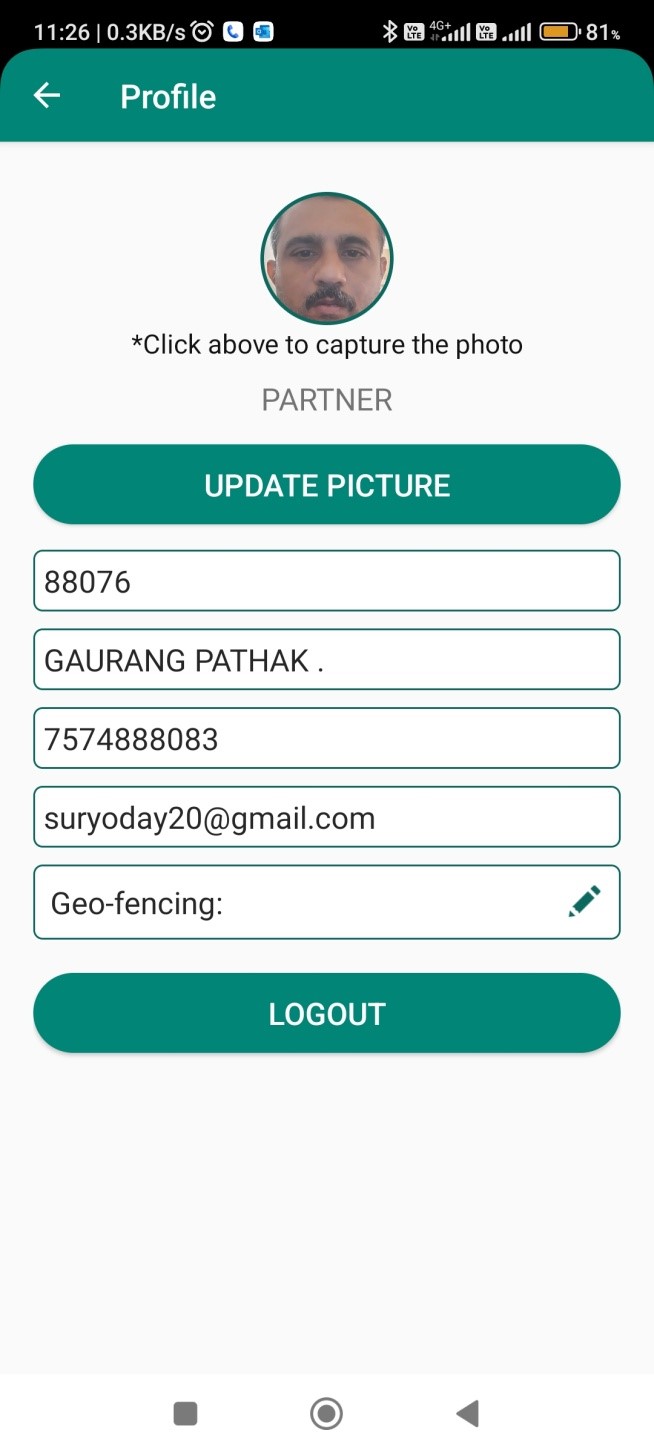 11:26 | 0.3KB/s 4G+ Vo LTE Vo LTE 81%
Profile
*Click above to capture the photo
PARTNER
UPDATE PICTURE
88076
GAURANG PATHAK .
7574888083
suryoday20@gmail.com
Geo-fencing:
LOGOUT